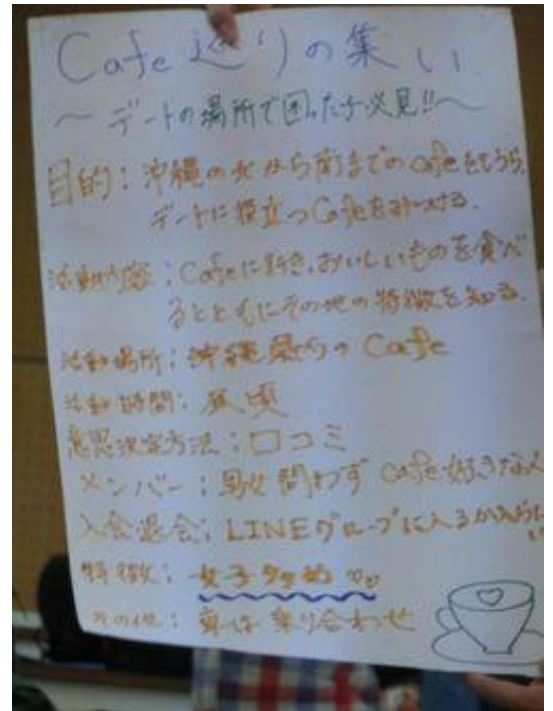 Cafe巡りの集い
～デートの場所で困った子必見!!～
目的：沖縄の北から南までのcafeをもうら、
デートに役立つCafeをみつける。
活動内容：Cafeに行き、おいしいものを食べ
るとともにその地の特徴を知る。
活動場所：沖縄県内のCafe
活動時間：昼頃
意思決定方法：口コミ
メンバー：男女問わずcafe好きな人
入会退会：LINEグループに入るか入らない
特徴：女子多め♡♡
その他：車は乗り合わせ